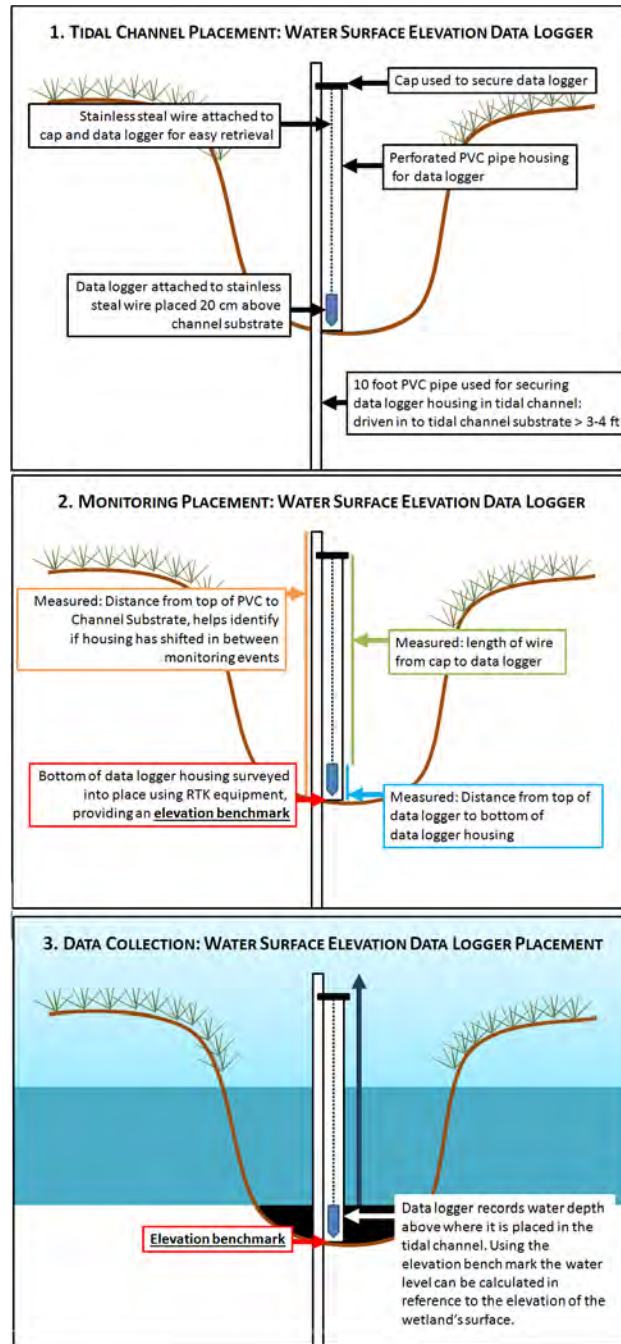 1. TIDAL CHANNEL PLACEMENT: WATER SURFACE ELEVATION DATA LOGGER
Cap used to secure data logger
Stainless steal wire attached to
cap and data logger for easy retrieval
Perforated PVC pipe housing
for data logger
Data logger attached to stainless
steal wire placed 20 cm above
channel substrate
10 foot PVC pipe used for securing
data logger housing in tidal channel:
driven in to tidal channel substrate > 3-4 ft
2. MONITORING PLACEMENT: WATER SURFACE ELEVATION DATA LOGGER
Measured: Distance from top of PVC to
Channel Substrate, helps identify
if housing has shifted in between
monitoring events
Measured: length of wire
from cap to data logger
Bottom of data logger housing surveyed
into place using RTK equipment,
providing an elevation benchmark
Measured: Distance from top of
data logger to bottom of
data logger housing
3. DATA COLLECTION: WATER SURFACE ELEVATION DATA LOGGER PLACEMENT
Elevation benchmark
Data logger records water depth
above where it is placed in the
tidal channel. Using the
elevation bench mark the water
level can be calculated in
reference to the elevation of the
wetland's surface.